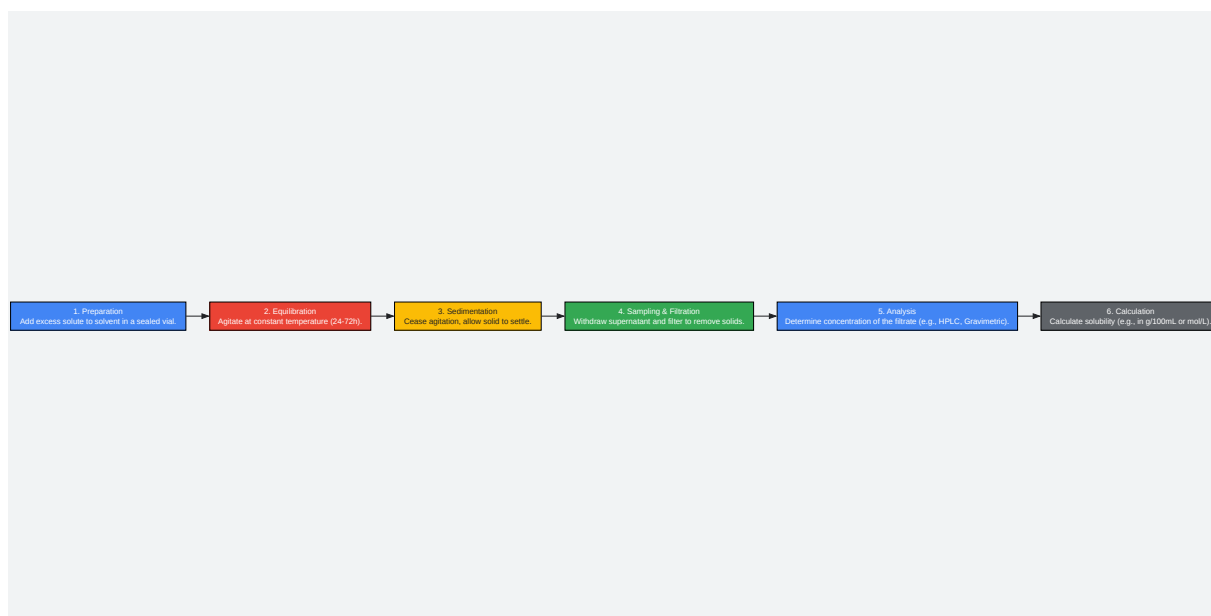 1. Preparation
Add excess solute to solvent in a sealed vial.
2. Equilibration
Agitate at constant temperature (24-72h).
3. Sedimentation
Cease agitation, allow solid to settle.
4. Sampling & Filtration
Withdraw supernatant and filter to remove solids.
5. Analysis
Determine concentration of the filtrate (e.g., HPLC, Gravimetric).
6. Calculation
Calculate solubility (e.g., in g/100mL or mol/L).